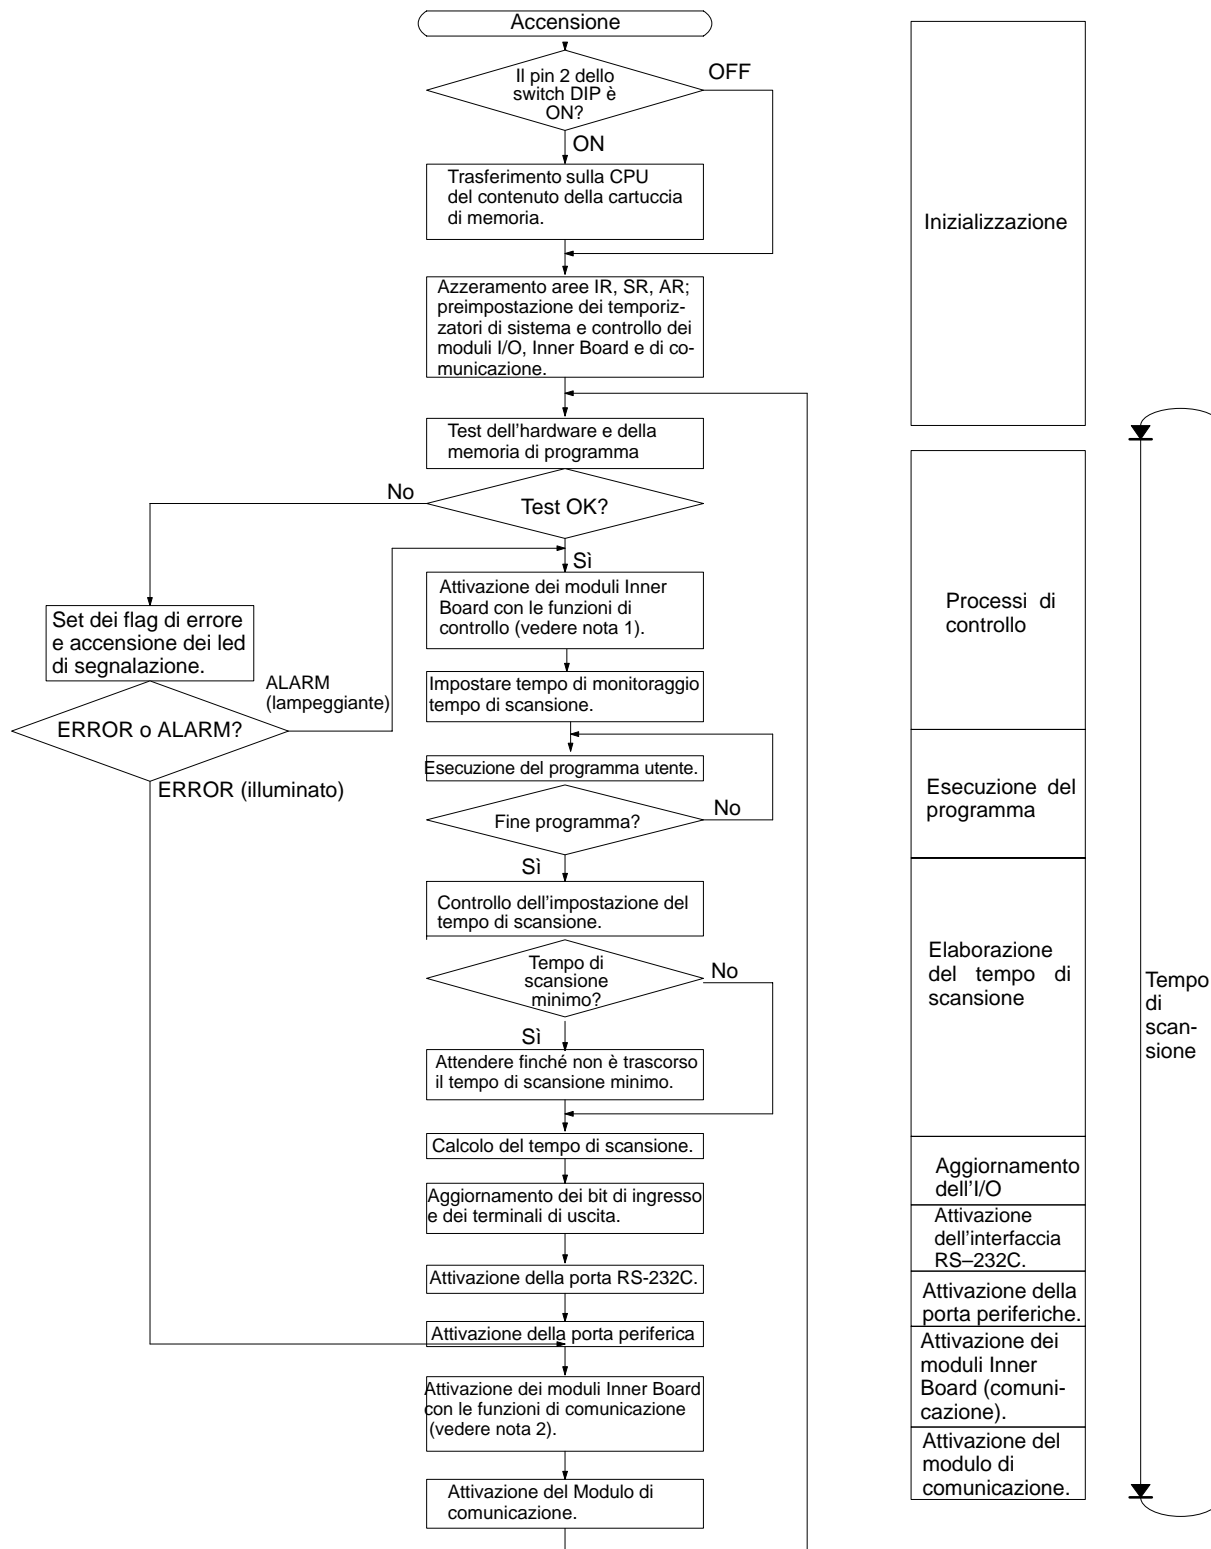 Accensione
Il pin 2 dello
switch DIP è
ON?
OFF
ON
Trasferimento sulla CPU
del contenuto della cartuccia
di memoria.
Azzeramento aree IR, SR, AR;
preimpostazione dei temporiz-
zatori di sistema e controllo dei
moduli I/O, Inner Board e di co-
municazione.
Test dell'hardware e della
memoria di programma
No
Test OK?
Sì
Attivazione dei moduli Inner
Board con le funzioni di
controllo (vedere nota 1).
Set dei flag di errore
e accensione dei led
di segnalazione.
ALARM
(lampeggiante)
ERROR o ALARM?
ERROR (illuminato)
Impostare tempo di monitoraggio
tempo di scansione.
Esecuzione del programma utente.
Fine programma?
No
Sì
Controllo dell'impostazione del
tempo di scansione.
Tempo di
scansione
minimo?
No
Sì
Attendere finché non è trascorso
il tempo di scansione minimo.
Calcolo del tempo di scansione.
Aggiornamento dei bit di ingresso
e dei terminali di uscita.
Attivazione della porta RS-232C.
Attivazione della porta periferica
Attivazione dei moduli Inner Board
con le funzioni di comunicazione
(vedere nota 2).
Attivazione del Modulo di
comunicazione.
Inizializzazione
Processi di
controllo
Esecuzione del
programma
Elaborazione
del tempo di
scansione
Aggiornamento
dell'I/O
Attivazione
dell'interfaccia
RS–232C.
Attivazione della
porta periferiche.
Attivazione dei
moduli Inner
Board (comuni-
cazione).
Attivazione del
modulo di
comunicazione.
Tempo
di
scan-
sione